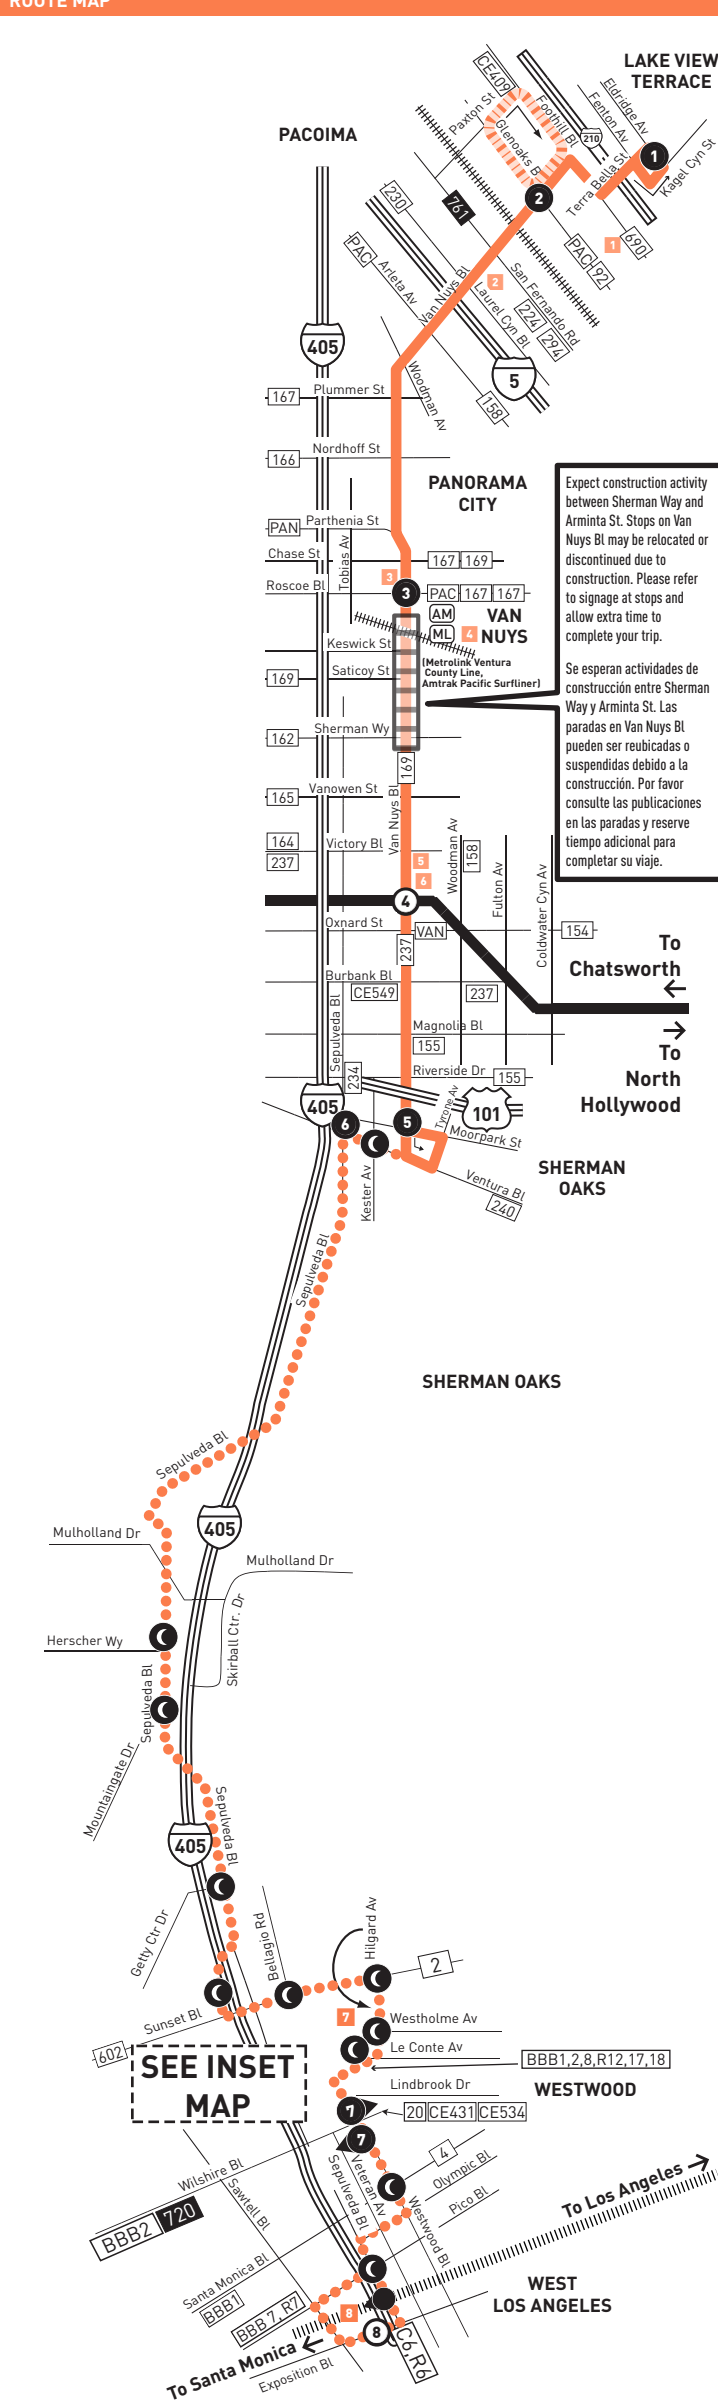 ROUTE MAP
LAKE VIEW
TERRACE
PACOIMA
CE409
Paxton St
Foothill Bl
Glenoaks Bl
210
Eldridge Av
Fenton Av
1
Kagel Cyn St
Terra Bella St
2
690
1
PAC
92
230
761
PAC
Arleta Av
Van Nuys Bl
2
San Fernando Rd
Laurel Cyn Bl
224
294
405
5
158
Woodman Av
167
Plummer St
166
Nordhoff St
PANORAMA
CITY
PAN
Parthenia St
Tobias Av
Chase St
167
169
Roscoe Bl
3
3
PAC
167
167
AM
ML
4
VAN
NUYS
Keswick St
(Metrolink Ventura
County Line,
Amtrak Pacific Surfliner)
169
Saticoy St
162
Sherman Wy
169
165
Vanowen St
Van Nuys Bl
164
237
Victory Bl
5
6
Woodman Av
158
Fulton Av
Coldwater Cyn Av
4
Oxnard St
VAN
154
237
Burbank Bl
CE549
237
Sepulveda Bl
Magnolia Bl
155
Riverside Dr
155
234
To
Chatsworth
To
North
Hollywood
Expect construction activity
between Sherman Way and
Arminta St. Stops on Van
Nuys Bl may be relocated or
discontinued due to
construction. Please refer
to signage at stops and
allow extra time to
complete your trip.
Se esperan actividades de
construcción entre Sherman
Way y Arminta St. Las
paradas en Van Nuys Bl
pueden ser reubicadas o
suspendidas debido a la
construcción. Por favor
consulte las publicaciones
en las paradas y reserve
tiempo adicional para
completar su viaje.
405
6
5
Tyrone Av
101
Moorpark St
Kester Av
Ventura Bl
240
SHERMAN
OAKS
Sepulveda Bl
SHERMAN OAKS
Sepulveda Bl
405
Mulholland Dr
Mulholland Dr
Herscher Wy
Skirball Ctr. Dr
Sepulveda Bl
Mountaingate Dr
Sepulveda Bl
405
Getty Ctr Dr
Bellagio Rd
Hilgard Av
2
Sunset Bl
602
7
Westholme Av
Le Conte Av
BBB1,2,8,R12,17,18
SEE INSET
MAP
Lindbrook Dr
WESTWOOD
7
20
CE431
CE534
7
Wilshire Bl
BBB2
720
Sawtell Bl
Sepulveda Bl
Veteran Av
4
Olympic Bl
Pico Bl
Westwood Bl
Santa Monica Bl
BBB1
BBB 7, R7
To Los Angeles
WEST
LOS ANGELES
8
8
C6,R6
To Santa Monica
Exposition Bl